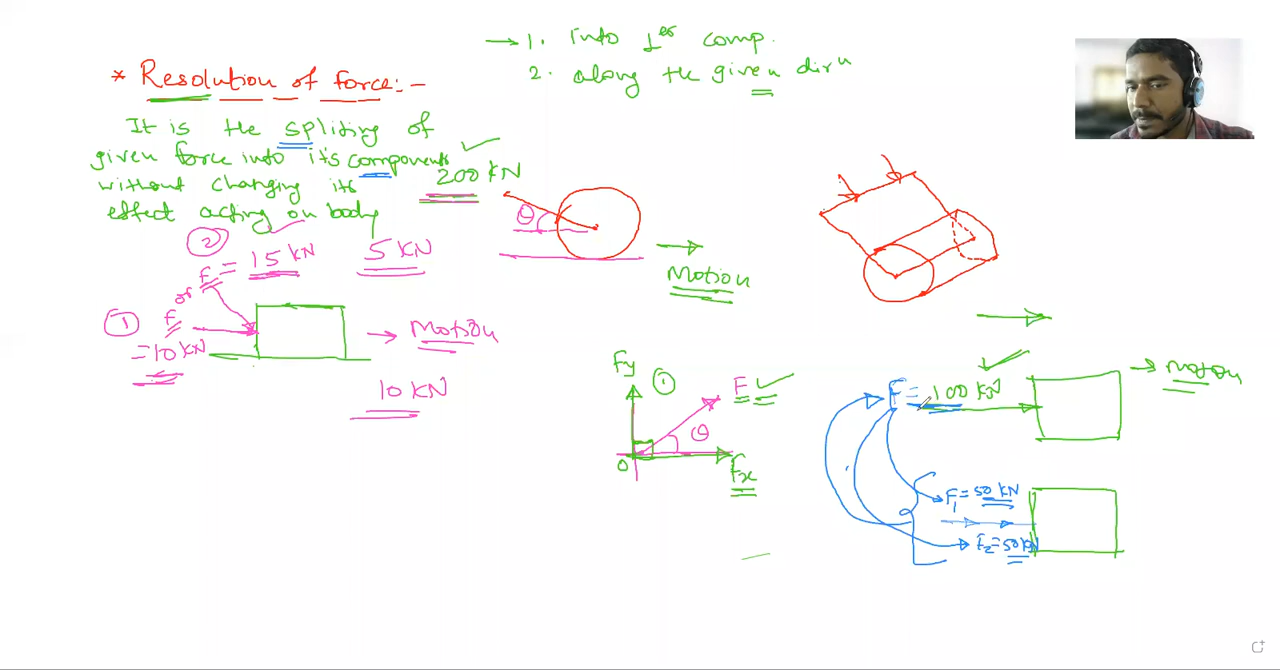 → 1. into ⊥er comp.
2. along the given dirn
* Resolution of force:-
It is the spliting of
given force into it's components
without changing its
effect acting on body
200 KN
θ
Motion
② F = 15 KN
5 KN
or
① F = 10 KN
Motion
10 KN
Fy
①
F
θ
O
Fx
F = 100 KN
Motion
F1 = 50 KN
F2 = 50 KN